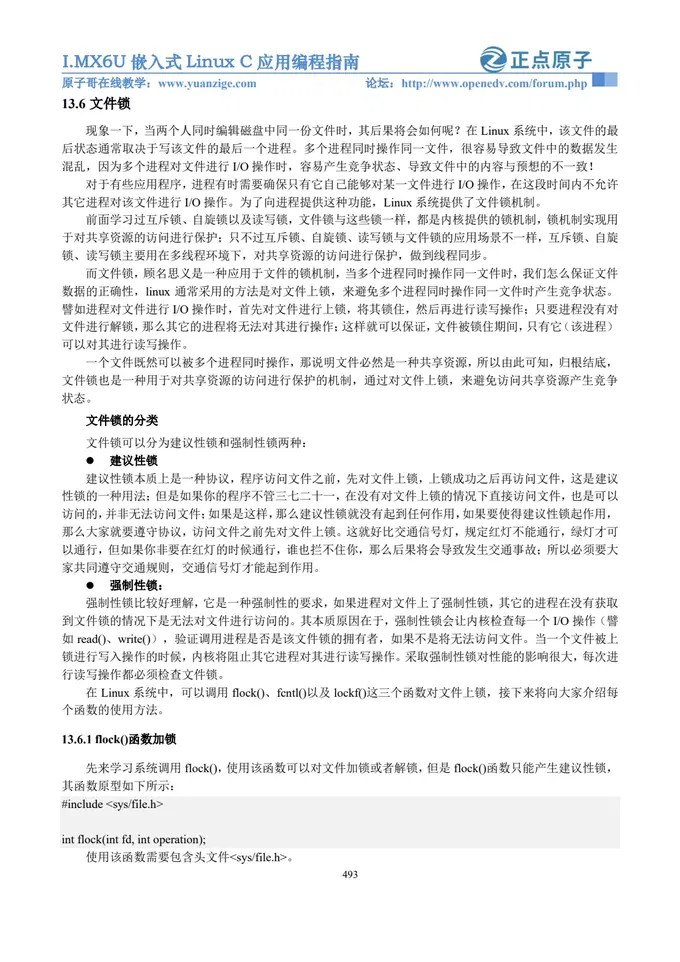 I.MX6U 嵌入式 Linux C 应用编程指南
正点原子
原子哥在线教学：www.yuanzige.com 论坛：http://www.openedv.com/forum.php
13.6 文件锁
现象一下，当两个人同时编辑磁盘中同一份文件时，其后果将会如何呢？在 Linux 系统中，该文件的最
后状态通常取决于写该文件的最后一个进程。多个进程同时操作同一文件，很容易导致文件中的数据发生
混乱，因为多个进程对文件进行 I/O 操作时，容易产生竞争状态、导致文件中的内容与预想的不一致！
对于有些应用程序，进程有时需要确保只有它自己能够对某一文件进行 I/O 操作，在这段时间内不允许
其它进程对该文件进行 I/O 操作。为了向进程提供这种功能，Linux 系统提供了文件锁机制。
前面学习过互斥锁、自旋锁以及读写锁，文件锁与这些锁一样，都是内核提供的锁机制，锁机制实现用
于对共享资源的访问进行保护；只不过互斥锁、自旋锁、读写锁与文件锁的应用场景不一样，互斥锁、自旋
锁、读写锁主要用在多线程环境下，对共享资源的访问进行保护，做到线程同步。
而文件锁，顾名思义是一种应用于文件的锁机制，当多个进程同时操作同一文件时，我们怎么保证文件
数据的正确性，linux 通常采用的方法是对文件上锁，来避免多个进程同时操作同一文件时产生竞争状态。
譬如进程对文件进行 I/O 操作时，首先对文件进行上锁，将其锁住，然后再进行读写操作；只要进程没有对
文件进行解锁，那么其它的进程将无法对其进行操作；这样就可以保证，文件被锁住期间，只有它（该进程）
可以对其进行读写操作。
一个文件既然可以被多个进程同时操作，那说明文件必然是一种共享资源，所以由此可知，归根结底，
文件锁也是一种用于对共享资源的访问进行保护的机制，通过对文件上锁，来避免访问共享资源产生竞争
状态。
文件锁的分类
文件锁可以分为建议性锁和强制性锁两种：
● 建议性锁
建议性锁本质上是一种协议，程序访问文件之前，先对文件上锁，上锁成功之后再访问文件，这是建议
性锁的一种用法；但是如果你的程序不管三七二十一，在没有对文件上锁的情况下直接访问文件，也是可以
访问的，并非无法访问文件；如果是这样，那么建议性锁就没有起到任何作用，如果要使得建议性锁起作用，
那么大家就要遵守协议，访问文件之前先对文件上锁。这就好比交通信号灯，规定红灯不能通行，绿灯才可
以通行，但如果你非要在红灯的时候通行，谁也拦不住你，那么后果将会导致发生交通事故；所以必须要大
家共同遵守交通规则，交通信号灯才能起到作用。
● 强制性锁：
强制性锁比较好理解，它是一种强制性的要求，如果进程对文件上了强制性锁，其它的进程在没有获取
到文件锁的情况下是无法对文件进行访问的。其本质原因在于，强制性锁会让内核检查每一个 I/O 操作（譬
如 read()、write()），验证调用进程是否是该文件锁的拥有者，如果不是将无法访问文件。当一个文件被上
锁进行写入操作的时候，内核将阻止其它进程对其进行读写操作。采取强制性锁对性能的影响很大，每次进
行读写操作都必须检查文件锁。
在 Linux 系统中，可以调用 flock()、fcntl()以及 lockf()这三个函数对文件上锁，接下来将向大家介绍每
个函数的使用方法。
13.6.1 flock()函数加锁
先来学习系统调用 flock()，使用该函数可以对文件加锁或者解锁，但是 flock()函数只能产生建议性锁，
其函数原型如下所示：
#include <sys/file.h>
int flock(int fd, int operation);
使用该函数需要包含头文件<sys/file.h>。
493